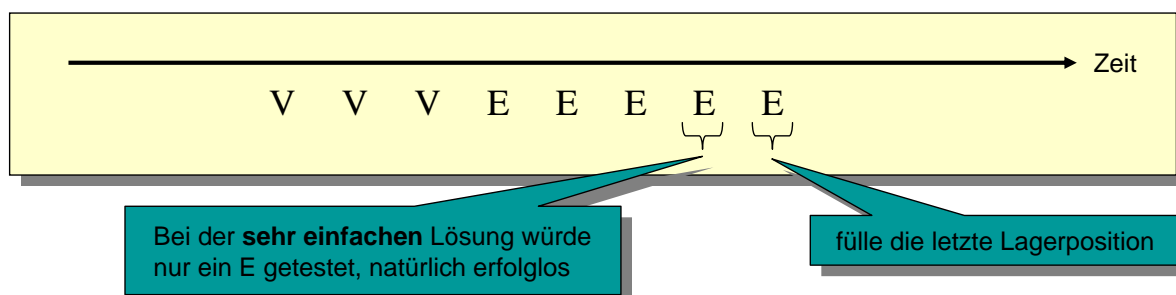 Zeit
V V V E E E E E
Bei der sehr einfachen Lösung würde
nur ein E getestet, natürlich erfolglos
fülle die letzte Lagerposition